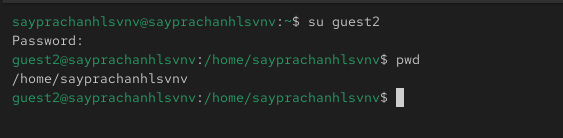 sayprachanhlsvnv@sayprachanhlsvnv:~$ su guest2
Password:
guest2@sayprachanhlsvnv:/home/sayprachanhlsvnv$ pwd
/home/sayprachanhlsvnv
guest2@sayprachanhlsvnv:/home/sayprachanhlsvnv$